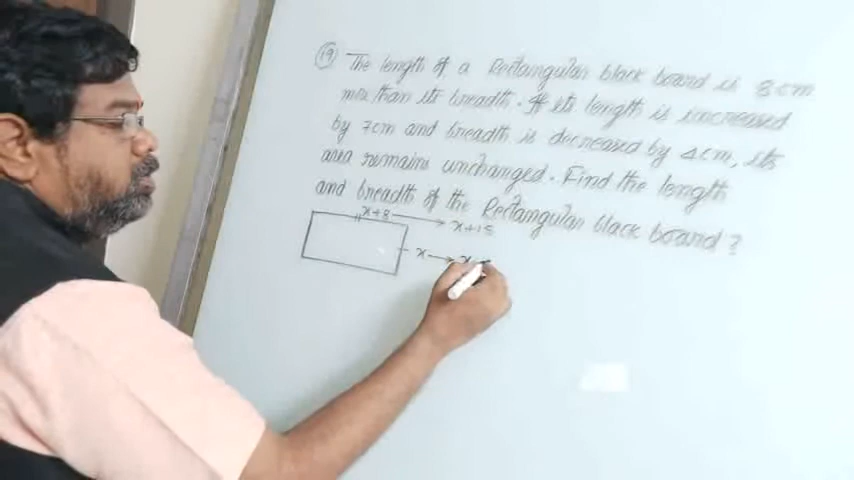 19 The length of a Rectangular black board is 8cm
more than its breadth. If its length is increased
by 7cm and breadth is decreased by 4cm, its
area remains unchanged. Find the length
and breadth of the Rectangular black board?
x+8 → x+15
x → x -